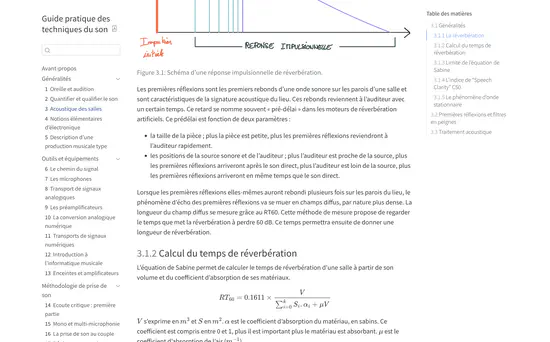 Guide pratique des
techniques du son
Avant propos
Généralités
1 Oreille et audition
2 Quantifier et qualifier le son
3 Acoustique des salles
4 Notions élémentaires
d'électronique
5 Description d'une
production musicale type
Outils et équipements
6 Le chemin du signal
7 Les microphones
8 Transport de signaux
analogiques
9 Les préamplificateurs
10 La conversion analogique
numérique
11 Transports de signaux
numériques
12 Introduction à
l'informatique musicale
13 Enceintes et amplificateurs
Méthodologie de prise de
son
14 Ecoute critique : première
partie
15 Mono et multi-microphonie
16 La prise de son au couple
Impulsion
initiale
REPONSE IMPULSIONNELLE
Figure 3.1: Schéma d'une réponse impulsionnelle de réverbération.
Les premières réflexions sont les premiers rebonds d'une onde sonore sur les parois d'une salle et
sont caractéristiques de la signature acoustique du lieu. Ces rebonds reviennent à l'auditeur avec
un certain temps. Ce retard se nomme souvent « pré-délai » dans les moteurs de réverbération
artificiels. Ce prédélai est fonction de deux paramètres :
• la taille de la pièce ; plus la pièce est petite, plus les premières réflexions reviendront à
l'auditeur rapidement.
• les positions de la source sonore et de l'auditeur ; plus l'auditeur est proche de la source, plus
les premières réflexions arriveront après le son direct, plus l'auditeur est loin de la source, plus
les premières réflexions arriveront en même temps que le son direct.
Lorsque les premières réflexions elles-mêmes auront rebondi plusieurs fois sur les parois du lieu, le
phénomène d'écho des premières réflexions va se muer en champs diffus, par nature plus dense. La
longueur du champ diffus se mesure grâce au RT60. Cette méthode de mesure propose de regarder
le temps que met la réverbération à perdre 60 dB. Ce temps permettra ensuite de donner une
longueur de réverbération.
3.1.2 Calcul du temps de réverbération
L'équation de Sabine permet de calculer le temps de réverbération d'une salle à partir de son
volume et du coefficient d'absorption de ses matériaux.
RT₆₀ = 0.1611 × V / (∑ᵏᵢ₌₀ Sᵢ.αᵢ + μV)
V s'exprime en m³ et S en m². α est le coefficient d'absorption du matériau, en sabins. Ce
coefficient est compris entre 0 et 1, plus il est important plus le matériau est absorbant. μ est le
coefficient d'absorption de l'air (m⁻¹)
Table des matières
3.1 Généralités
3.1.1 La réverbération
3.1.2 Calcul du temps de
réverbération
3.1.3 Limite de l'équation de
Sabine
3.1.4 L'indice de "Speech
Clarity" C50
3.1.5 Le phénomène d'onde
stationnaire
3.2 Premières réflexions et filtres
en peignes
3.3 Traitement acoustique